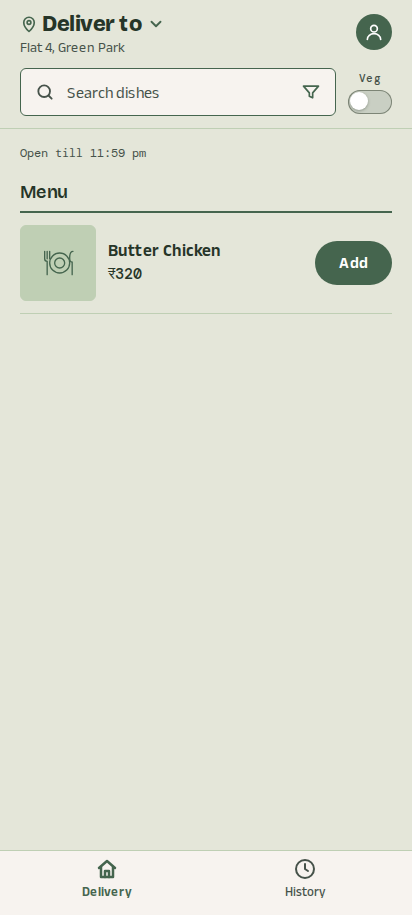 Deliver to
Flat 4, Green Park
Search dishes
Veg
Open till 11:59 pm
Menu
Butter Chicken
₹320
Add
Delivery
History